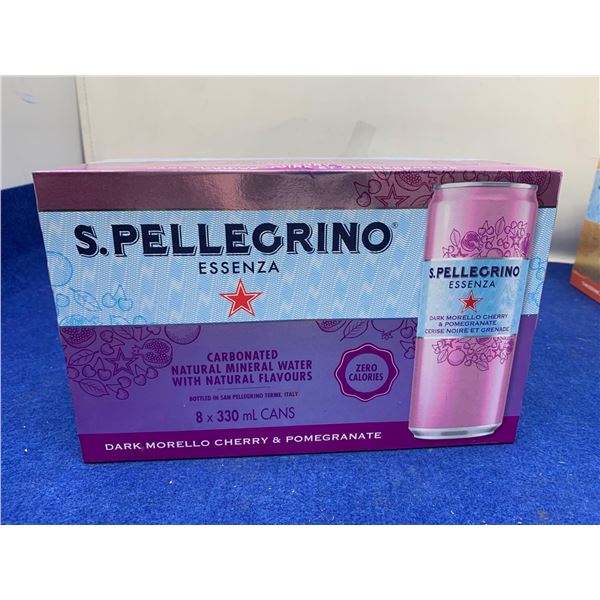 S.PELLEGRINO®
ESSENZA
CARBONATED
NATURAL MINERAL WATER
WITH NATURAL FLAVOURS
BOTTLED IN SAN PELLEGRINO TERME, ITALY
8 x 330 mL CANS
ZERO
CALORIES
DARK MORELLO CHERRY & POMEGRANATE
S.PELLEGRINO
ESSENZA
DARK MORELLO CHERRY
& POMEGRANATE
CERISE NOIRE ET GRENADE